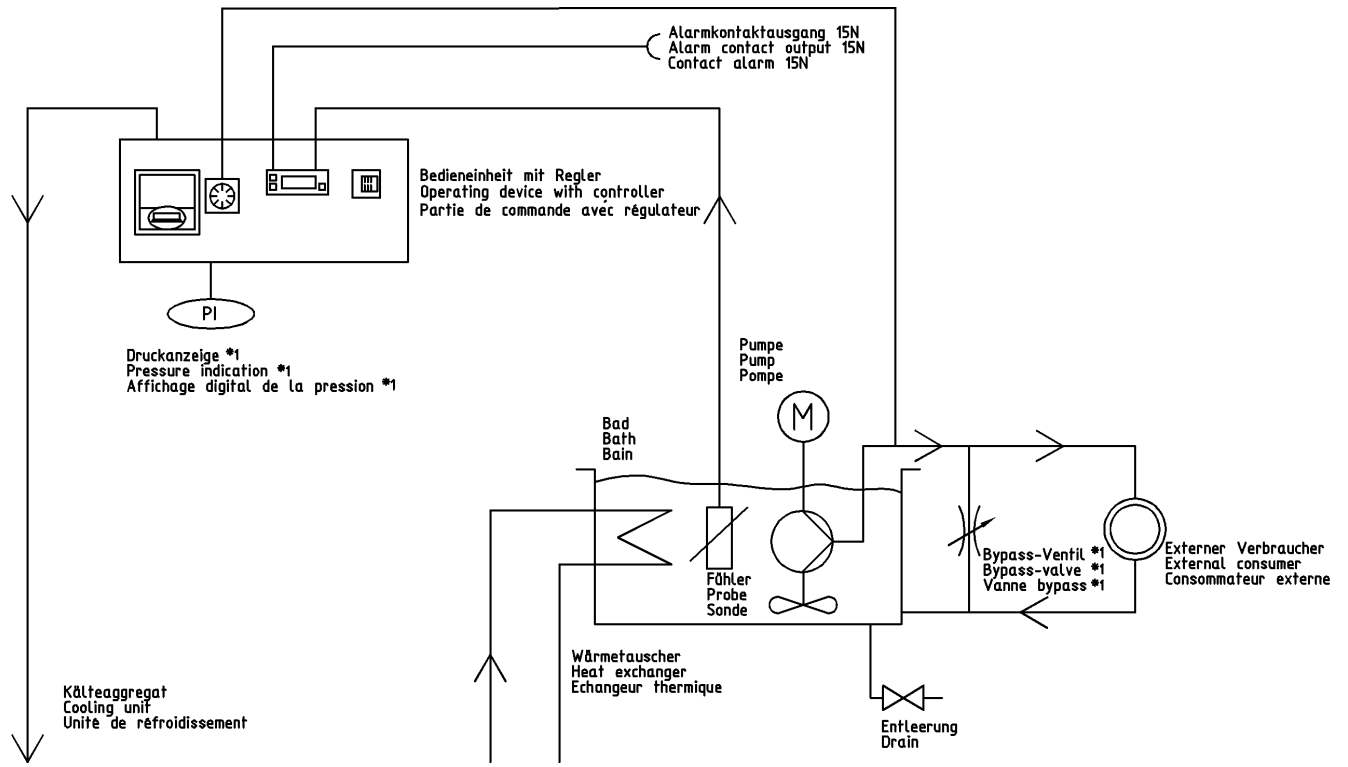 Alarmkontaktausgang 15N
Alarm contact output 15N
Contact alarm 15N
Bedieneinheit mit Regler
Operating device with controller
Partie de commande avec régulateur
PI
Druckanzeige *1
Pressure indication *1
Affichage digital de la pression *1
Pumpe
Pump
Pompe
M
Bad
Bath
Bain
Fühler
Probe
Sonde
Bypass-Ventil *1
Bypass-valve *1
Vanne bypass *1
Externer Verbraucher
External consumer
Consommateur externe
Wärmetauscher
Heat exchanger
Echangeur thermique
Kälteaggregat
Cooling unit
Unité de réfroidissement
Entleerung
Drain